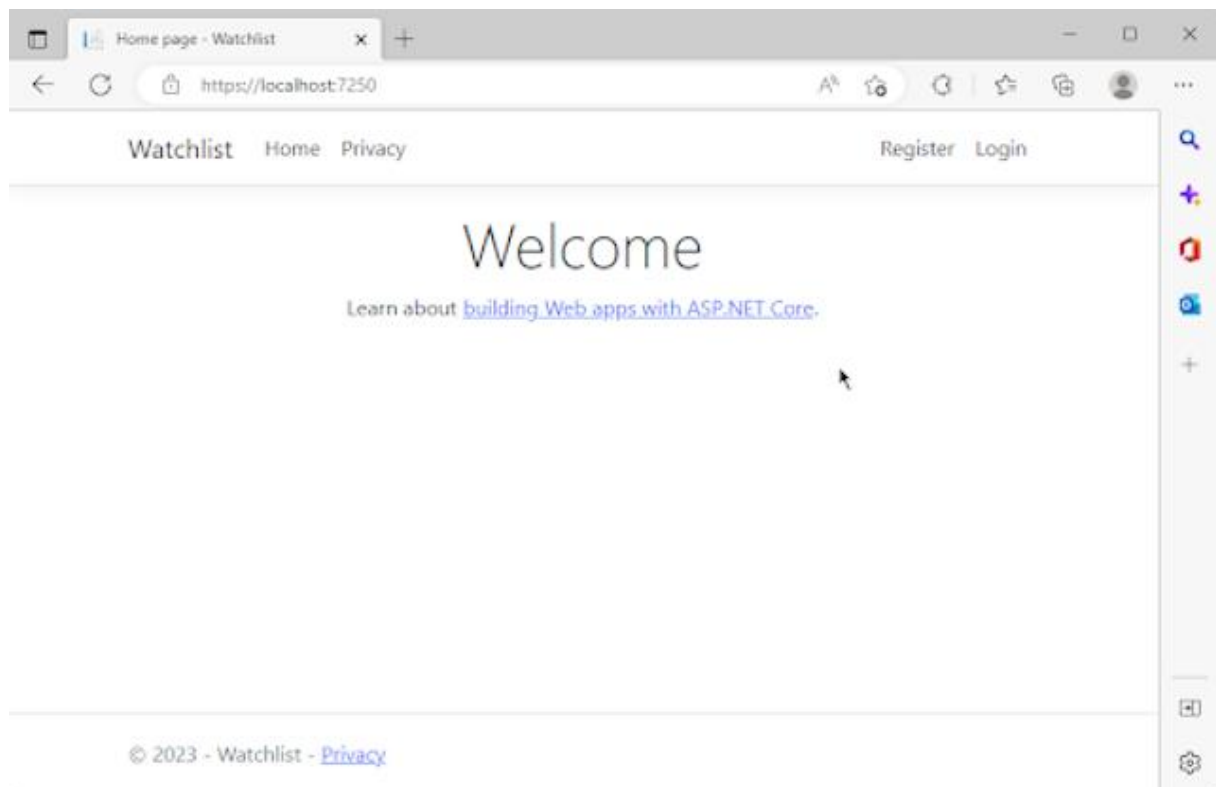 Home page - Watchlist
https://localhost:7250
Watchlist Home Privacy Register Login
Welcome
Learn about building Web apps with ASP.NET Core.
© 2023 - Watchlist - Privacy